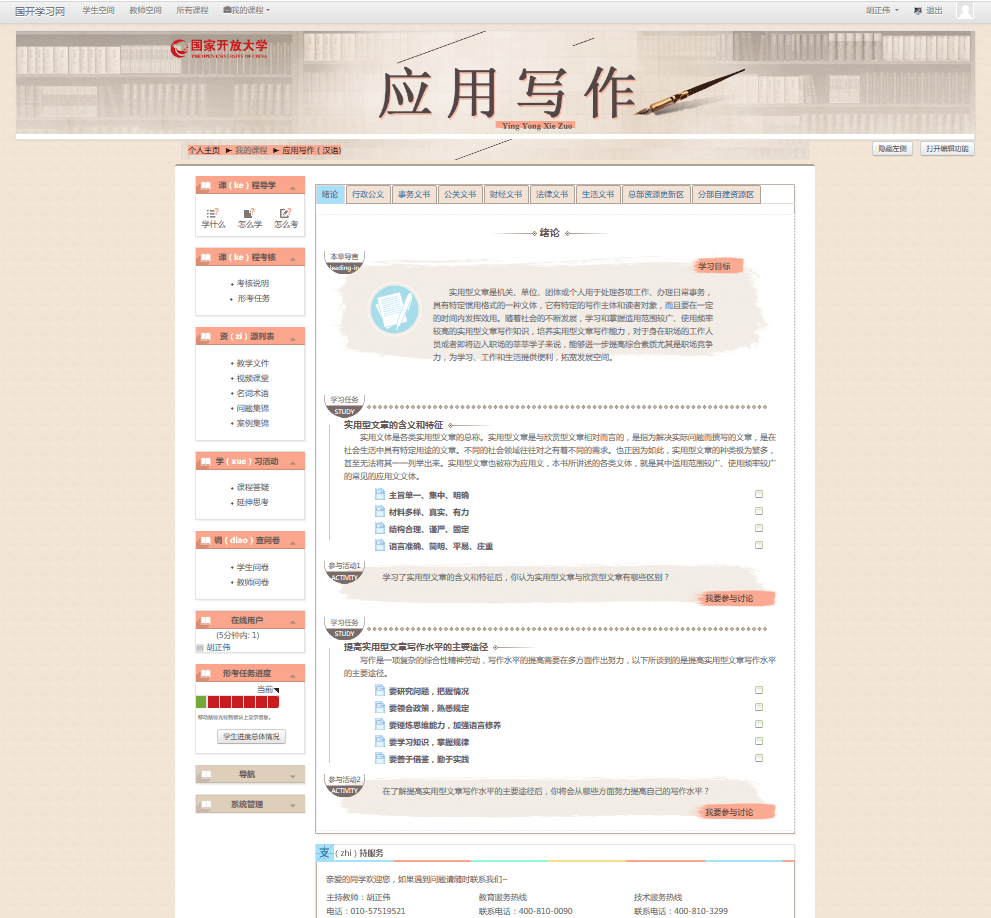 国开学习网 学生空间 教师空间 所有课程 我的课程 胡正伟 退出
国家开放大学
THE OPEN UNIVERSITY OF CHINA
应用写作
Ying Yong Xie Zuo
个人主页 ► 我的课程 ► 应用写作（汉语）
隐藏左侧 打开编辑功能
课（ke）程导学
学什么 怎么学 怎么考
课（ke）程考核
考核说明
形考任务
资（zi）源列表
教学文件
视频课堂
名词术语
问题集锦
案例集锦
学（xue）习活动
课程答疑
延伸思考
调（diao）查问卷
学生问卷
教师问卷
在线用户
(5分钟内: 1)
胡正伟
形考任务进度
当前
移动鼠标光标到模块上显示信息。
学生进度总体情况
导航
系统管理
绪论 行政公文 事务文书 公关文书 财经文书 法律文书 生活文书 总部资源更新区 分部自建资源区
绪论
本章导言
leading-in
学习目标
实用型文章是机关、单位、团体或个人用于处理各项工作、办理日常事务，
具有特定惯用格式的一种文体，它有特定的写作主体和读者对象，而且要在一定
的时间内发挥效用。随着社会的不断发展，学习和掌握适用范围较广、使用频率
较高的实用型文章写作知识，培养实用型文章写作能力，对于身在职场的工作人
员或者即将迈入职场的莘莘学子来说，能够进一步提高综合素质尤其是职场竞争
力，为学习、工作和生活提供便利，拓宽发展空间。
学习任务
STUDY
实用型文章的含义和特征
实用文体是各类实用型文章的总称。实用型文章是与欣赏型文章相对而言的，是指为解决实际问题而撰写的文章，是在
社会生活中具有特定用途的文章。不同的社会领域往往对之有着不同的需求。也正因为如此，实用型文章的种类极为繁多，
甚至无法将其一一列举出来。实用型文章也被称为应用文，本书所讲述的各类文体，就是其中适用范围较广、使用频率较广
的常见的应用文文体。
主旨单一、集中、明确
材料多样、真实、有力
结构合理、谨严、固定
语言准确、简明、平易、庄重
参与活动1
ACTIVITY
学习了实用型文章的含义和特征后，你认为实用型文章与欣赏型文章有哪些区别？
我要参与讨论
学习任务
STUDY
提高实用型文章写作水平的主要途径
写作是一项复杂的综合性精神劳动，写作水平的提高需要在多方面作出努力，以下所谈到的是提高实用型文章写作水平
的主要途径。
要研究问题，把握情况
要领会政策，熟悉规定
要锤炼思维能力，加强语言修养
要学习知识，掌握规律
要善于借鉴，勤于实践
参与活动2
ACTIVITY
在了解提高实用型文章写作水平的主要途径后，你将会从哪些方面努力提高自己的写作水平？
我要参与讨论
支（zhi）持服务
亲爱的同学欢迎您，如果遇到问题请随时联系我们~
主持教师：胡正伟 教育服务热线 技术服务热线
电话：010-57519521 联系电话：400-810-0090 联系电话：400-810-3299